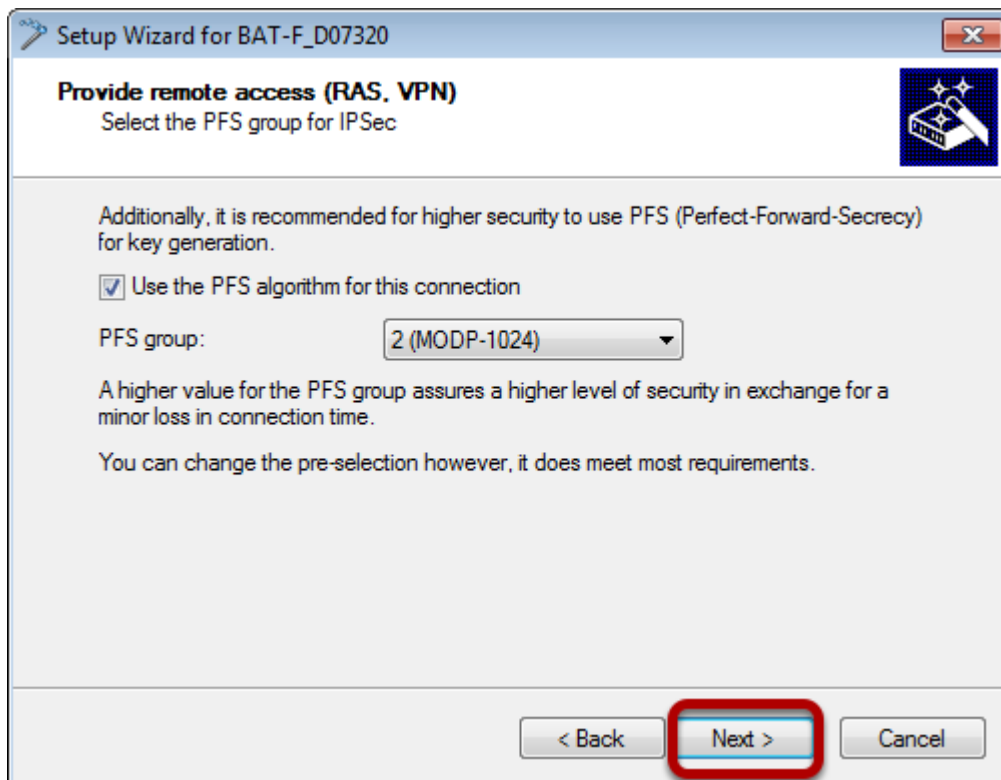 Setup Wizard for BAT-F_D07320
Provide remote access (RAS, VPN)
Select the PFS group for IPSec
Additionally, it is recommended for higher security to use PFS (Perfect-Forward-Secrecy)
for key generation.
Use the PFS algorithm for this connection
PFS group: 2 (MODP-1024)
A higher value for the PFS group assures a higher level of security in exchange for a
minor loss in connection time.
You can change the pre-selection however, it does meet most requirements.
< Back Next > Cancel